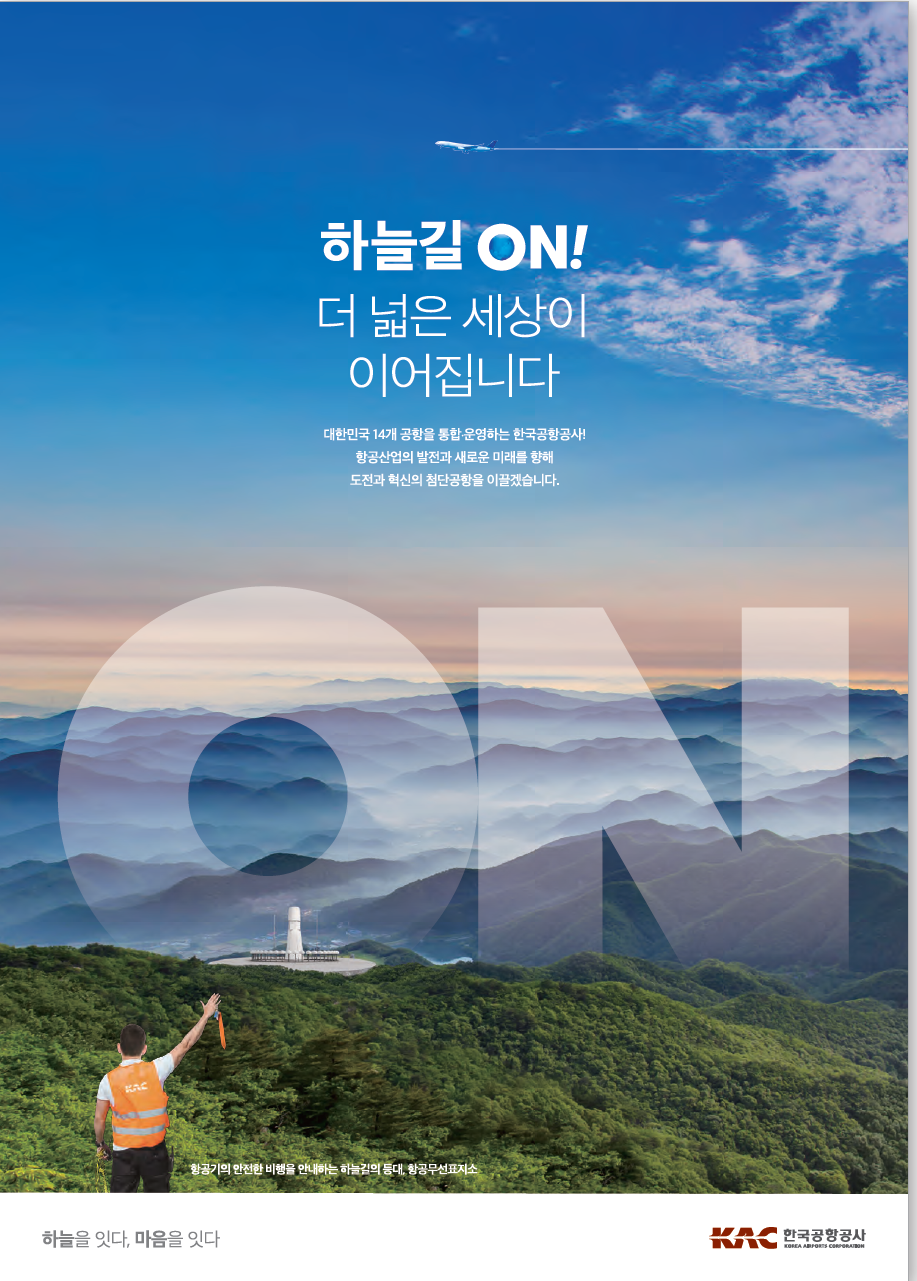 하늘길 ON!
더 넓은 세상이
이어집니다
대한민국 14개 공항을 통합·운영하는 한국공항공사!
항공산업의 발전과 새로운 미래를 향해
도전과 혁신의 첨단공항을 이끌겠습니다.
ON
KAC
항공기의 안전한 비행을 안내하는 하늘길의 등대, 항공무선표지소
하늘을 잇다, 마음을 잇다
KAC 한국공항공사
KOREA AIRPORTS CORPORATION